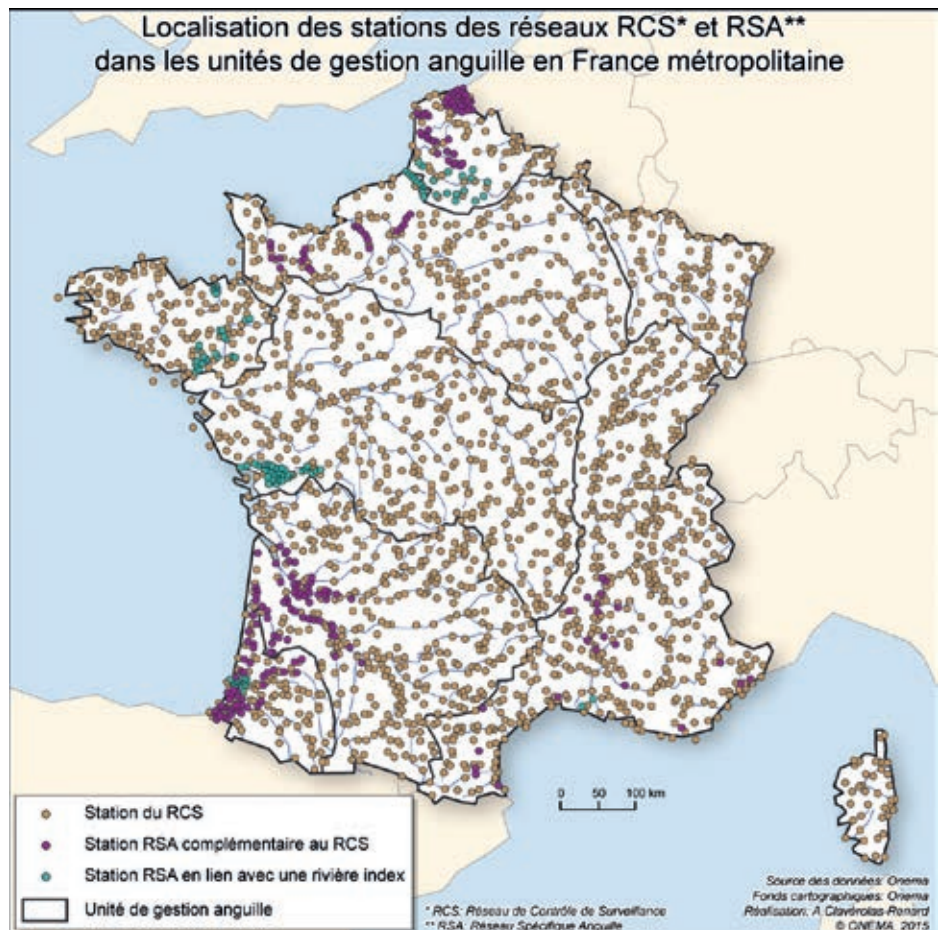 Localisation des stations des réseaux RCS* et RSA**
dans les unités de gestion anguille en France métropolitaine
0 50 100 km
Station du RCS
Station RSA complémentaire au RCS
Station RSA en lien avec une rivière index
Unité de gestion anguille
* RCS: Réseau de Contrôle de Surveillance
** RSA: Réseau Spécifique Anguille
Source des données: Onema
Fonds cartographiques: Onema
Réalisation: A.Clavérolas-Renard
© ONEMA, 2015